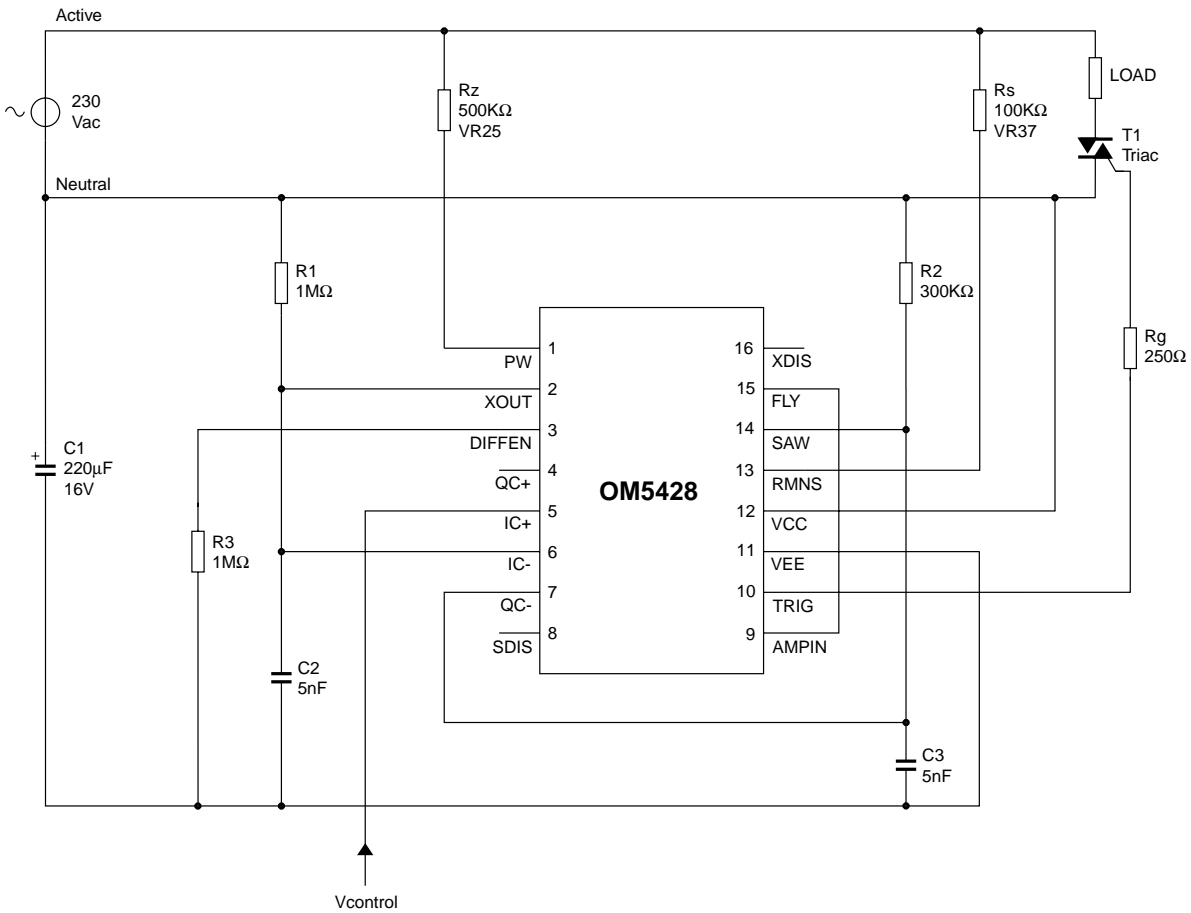 Active
230
Vac
Rz
500KΩ
VR25
Rs
100KΩ
VR37
LOAD
T1
Triac
Neutral
R1
1MΩ
R2
300KΩ
Rg
250Ω
1
PW
2
XOUT
3
DIFFEN
4
QC+
5
IC+
6
IC-
7
QC-
8
SDIS
OM5428
16
XDIS
15
FLY
14
SAW
13
RMNS
12
VCC
11
VEE
10
TRIG
9
AMPIN
+
C1
220μF
16V
R3
1MΩ
C2
5nF
C3
5nF
Vcontrol